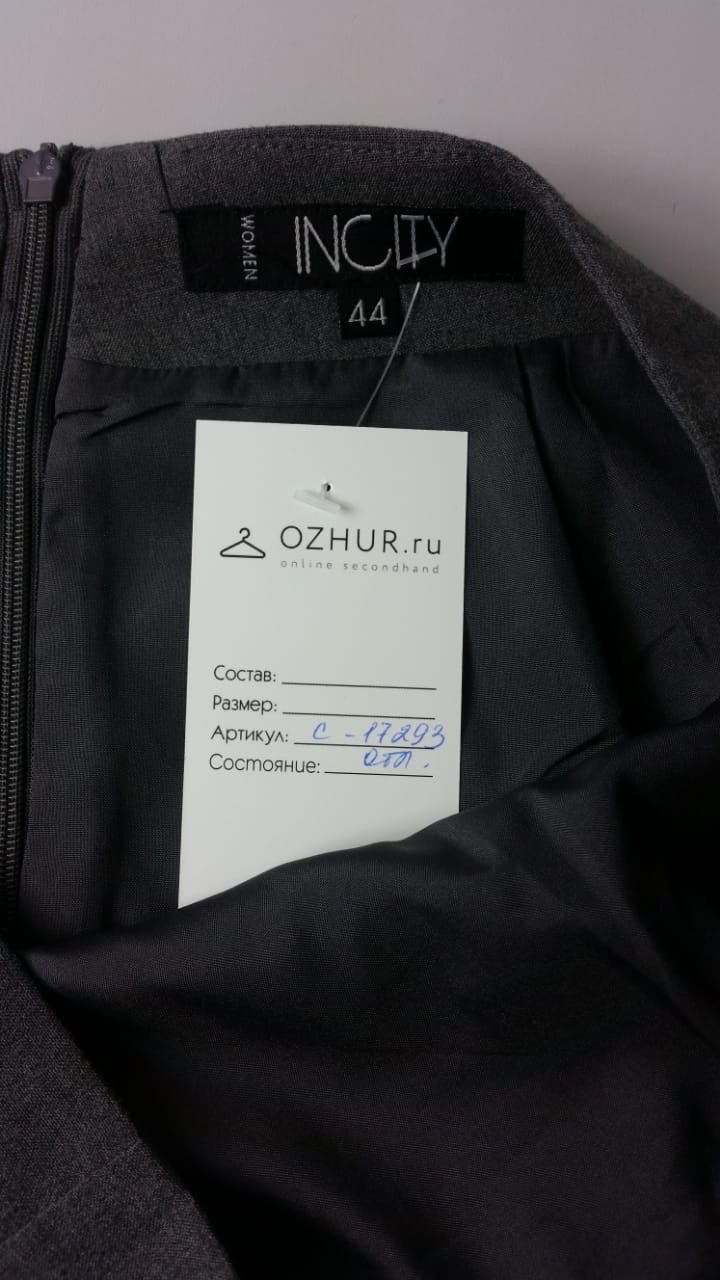 WOMEN
INCITY
44
OZHUR.ru
online secondhand
Состав:
Размер:
Артикул: С - 17293
Состояние: отл.